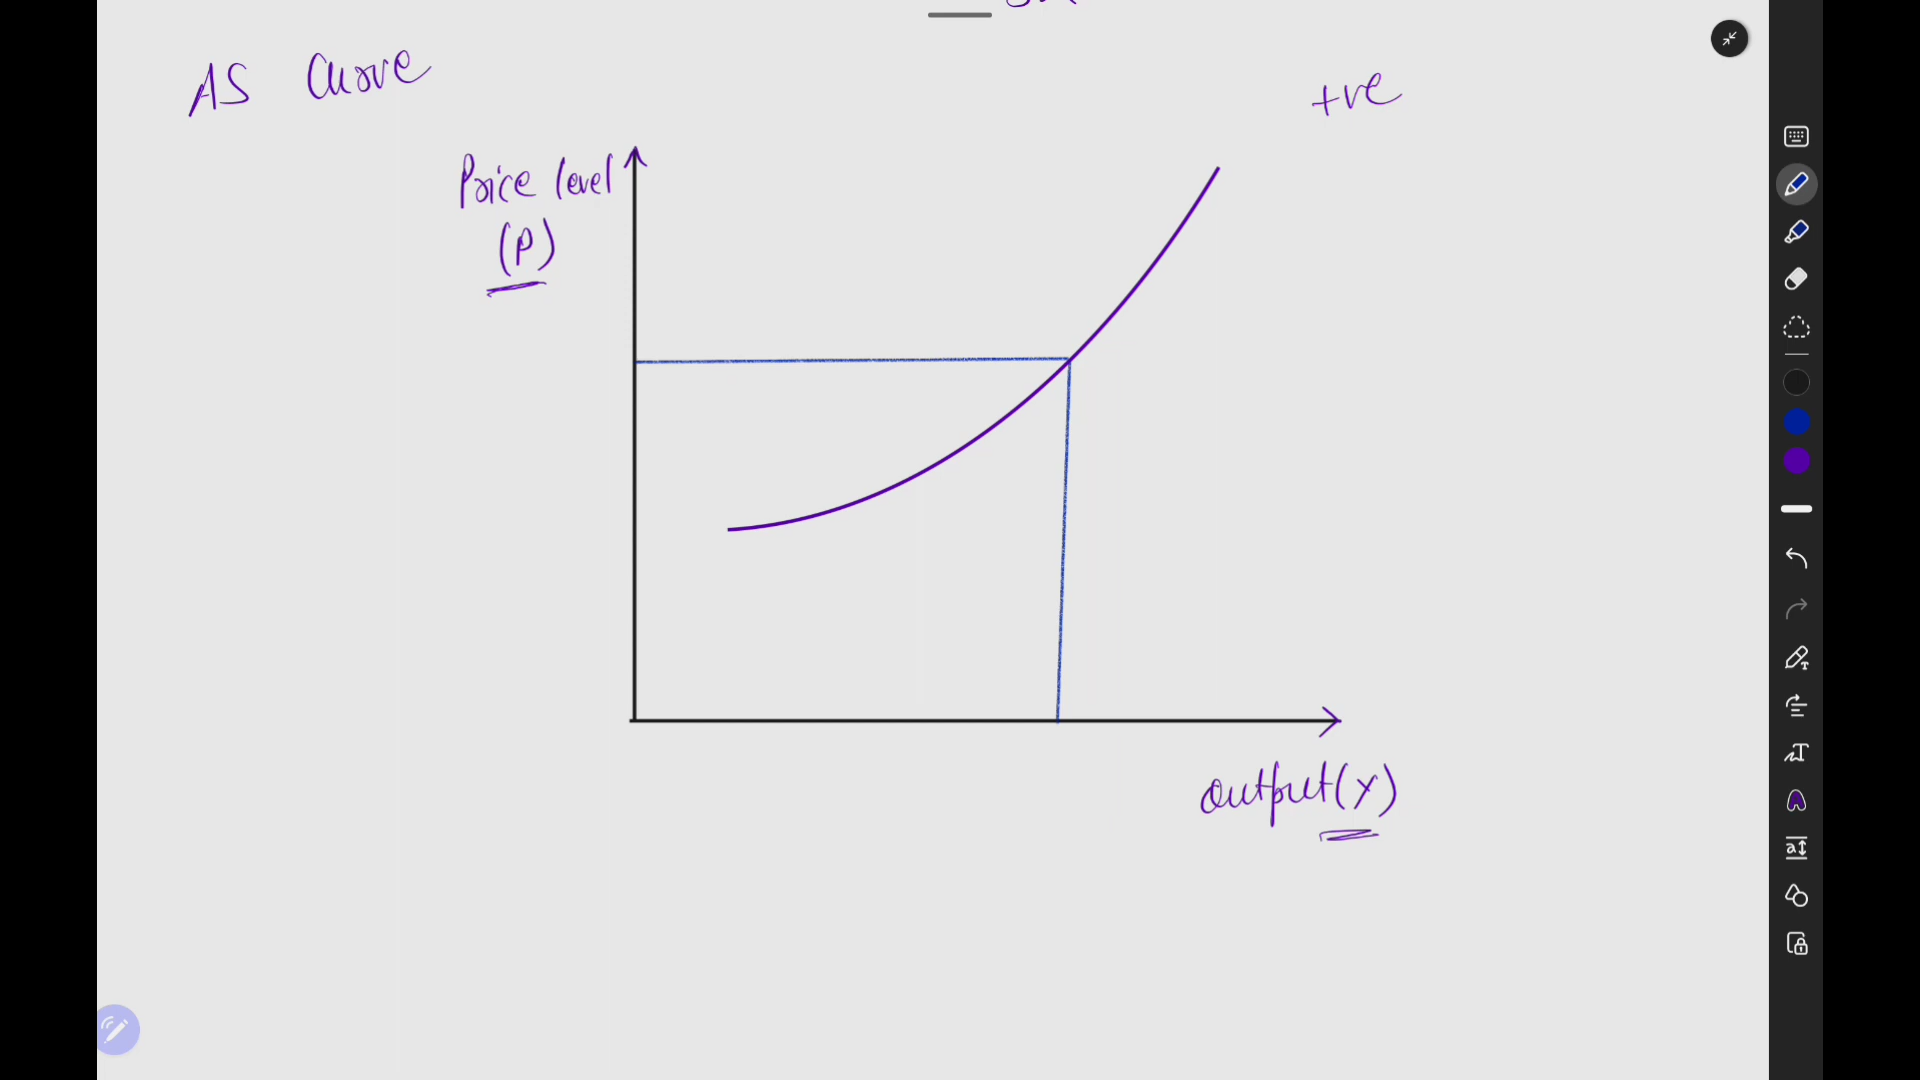 AS Curve
+ve
Price level
(P)
output(x)